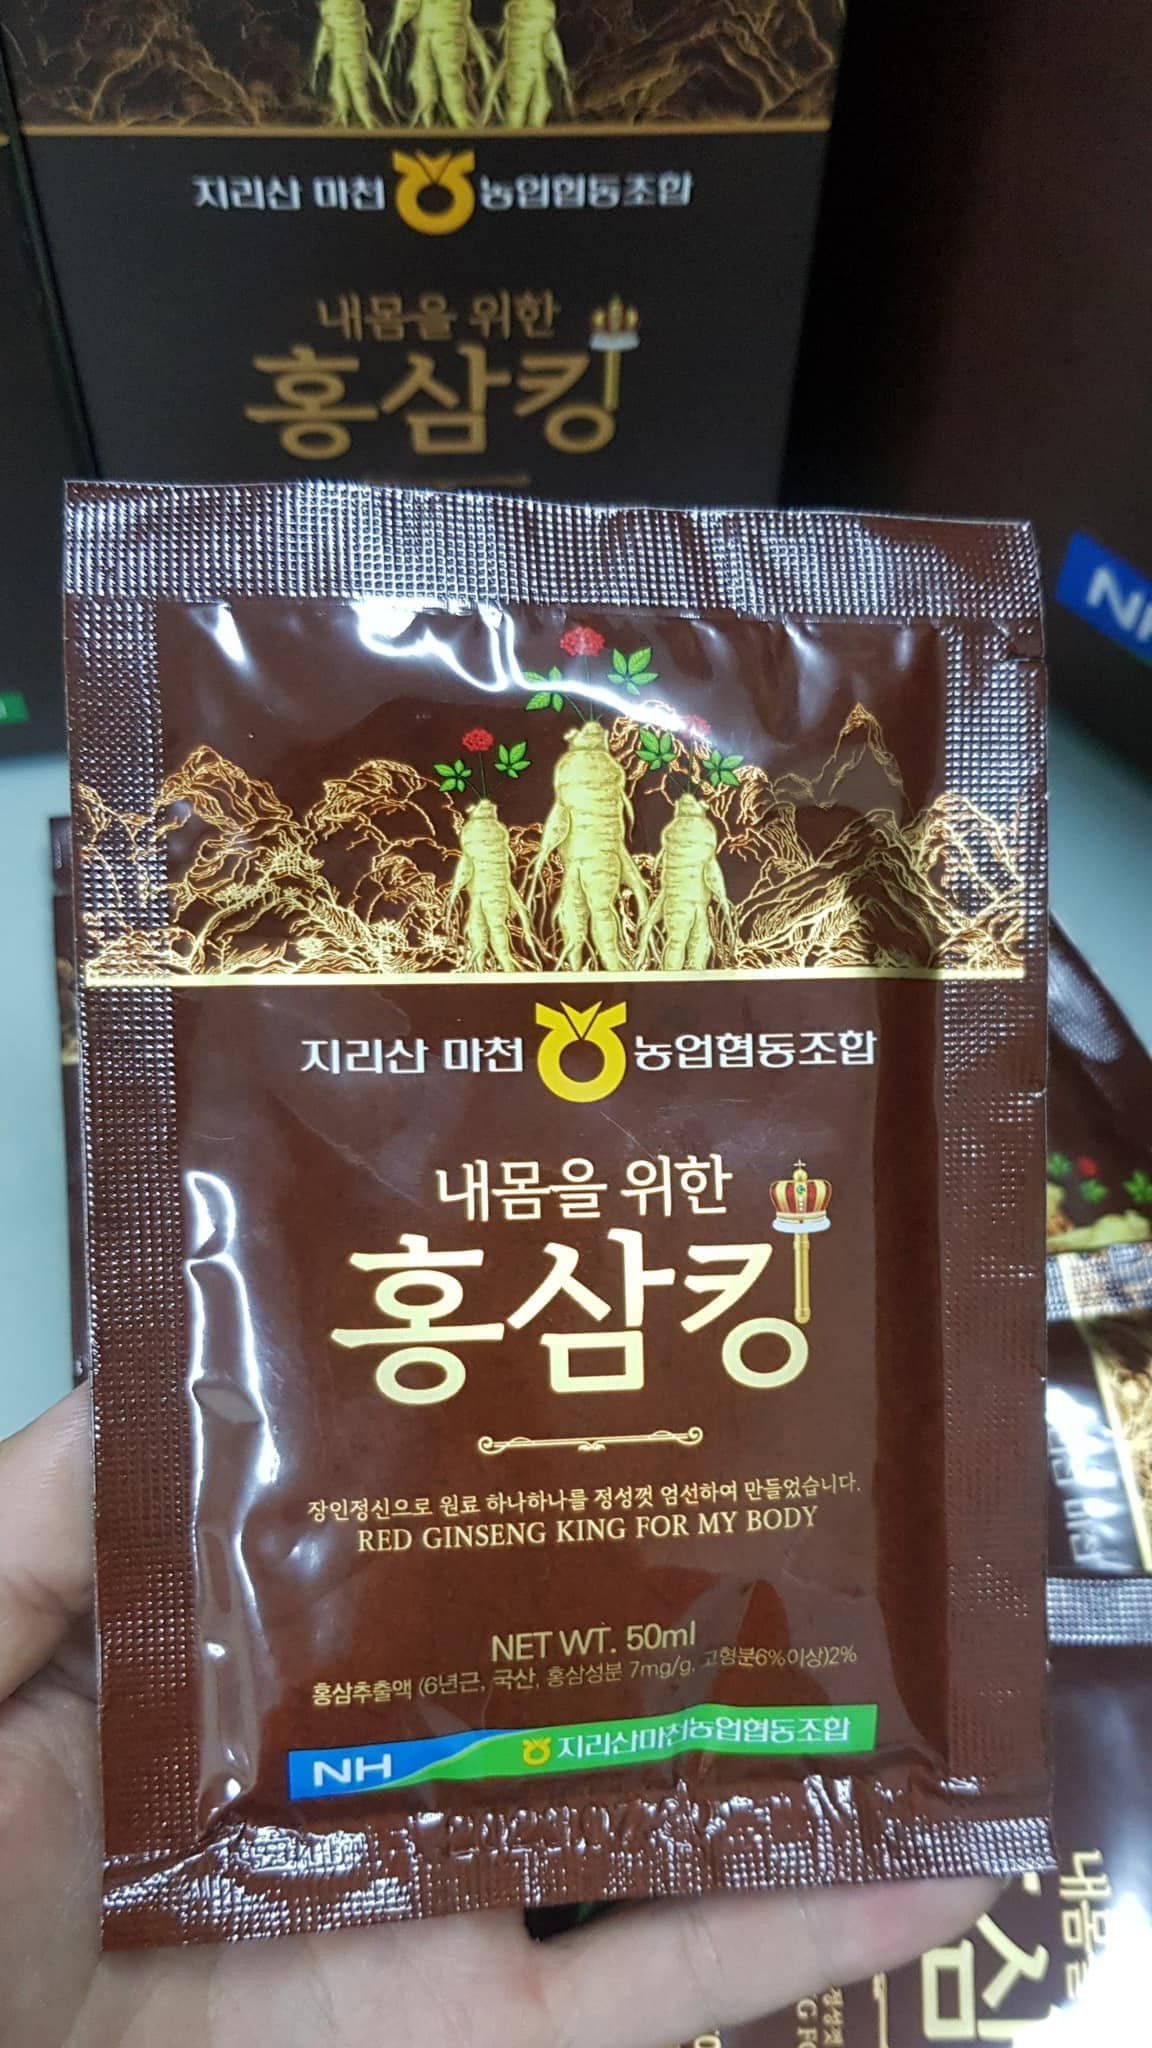 지리산 마천 농업협동조합
내몸을 위한
홍삼킹
NH
지리산 마천 농업협동조합
내몸을 위한
홍삼킹
장인정신으로 원료 하나하나를 정성껏 엄선하여 만들었습니다.
RED GINSENG KING FOR MY BODY
NET WT. 50ml
홍삼추출액 (6년근, 국산, 홍삼성분 7mg/g, 고형분6%이상)2%
NH 지리산마천농업협동조합